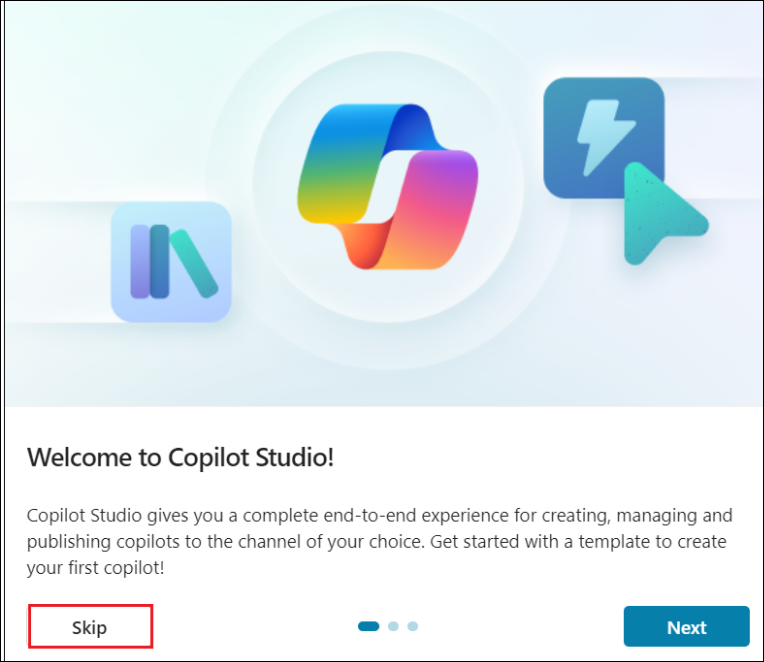 Welcome to Copilot Studio!
Copilot Studio gives you a complete end-to-end experience for creating, managing and
publishing copilots to the channel of your choice. Get started with a template to create
your first copilot!
Skip
Next